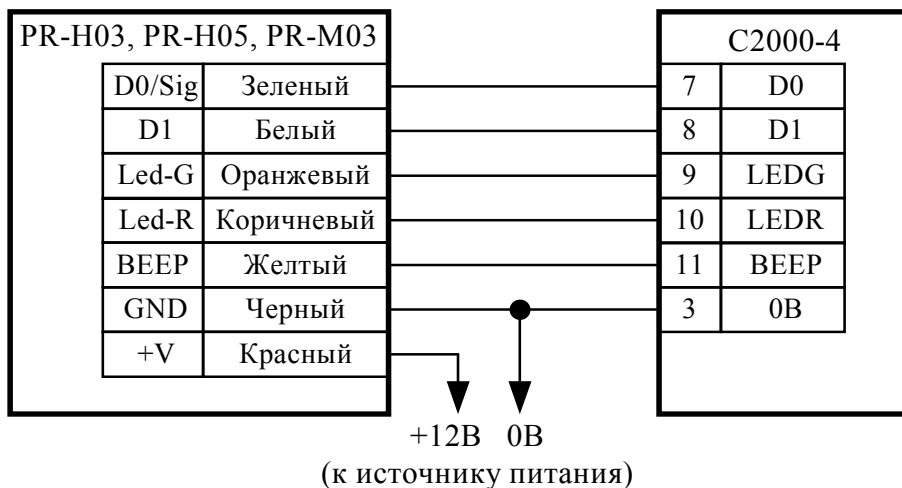 PR-H03, PR-H05, PR-M03 С2000-4
D0/Sig Зеленый 7 D0
D1 Белый 8 D1
Led-G Оранжевый 9 LEDG
Led-R Коричневый 10 LEDR
BEEP Желтый 11 BEEP
GND Черный 3 0В
+V Красный
+12В 0В
(к источнику питания)